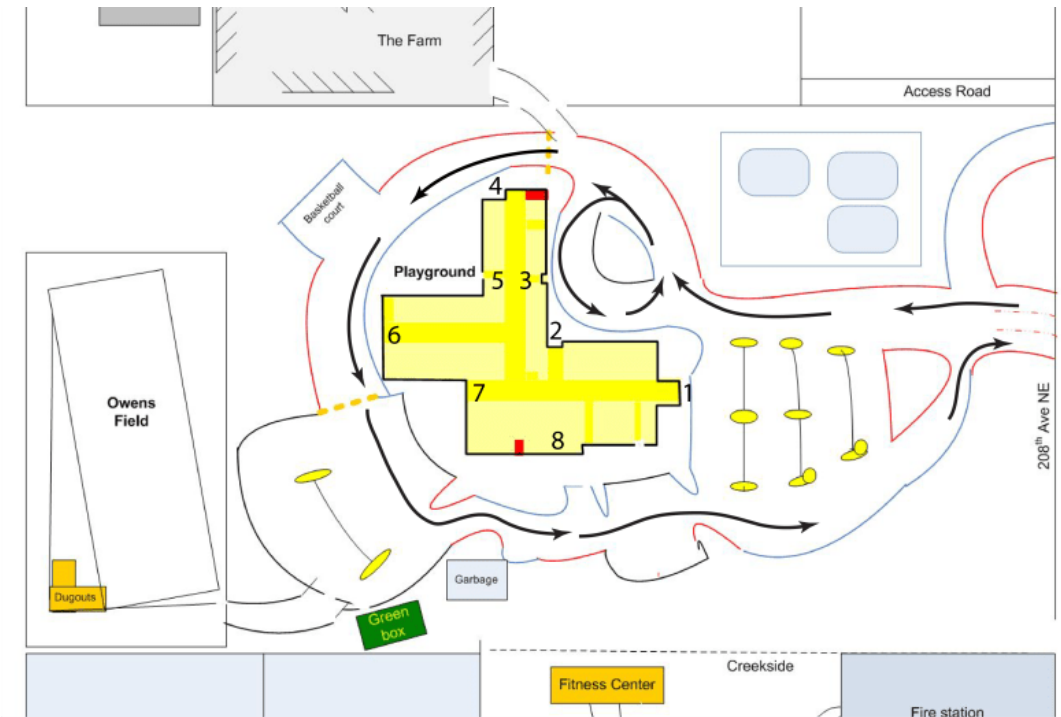 The Farm
Access Road
Basketball
court
4
Playground
5
3
2
6
7
1
8
Owens
Field
208th Ave NE
Dugouts
Garbage
Green
box
Creekside
Fitness Center
Fire station